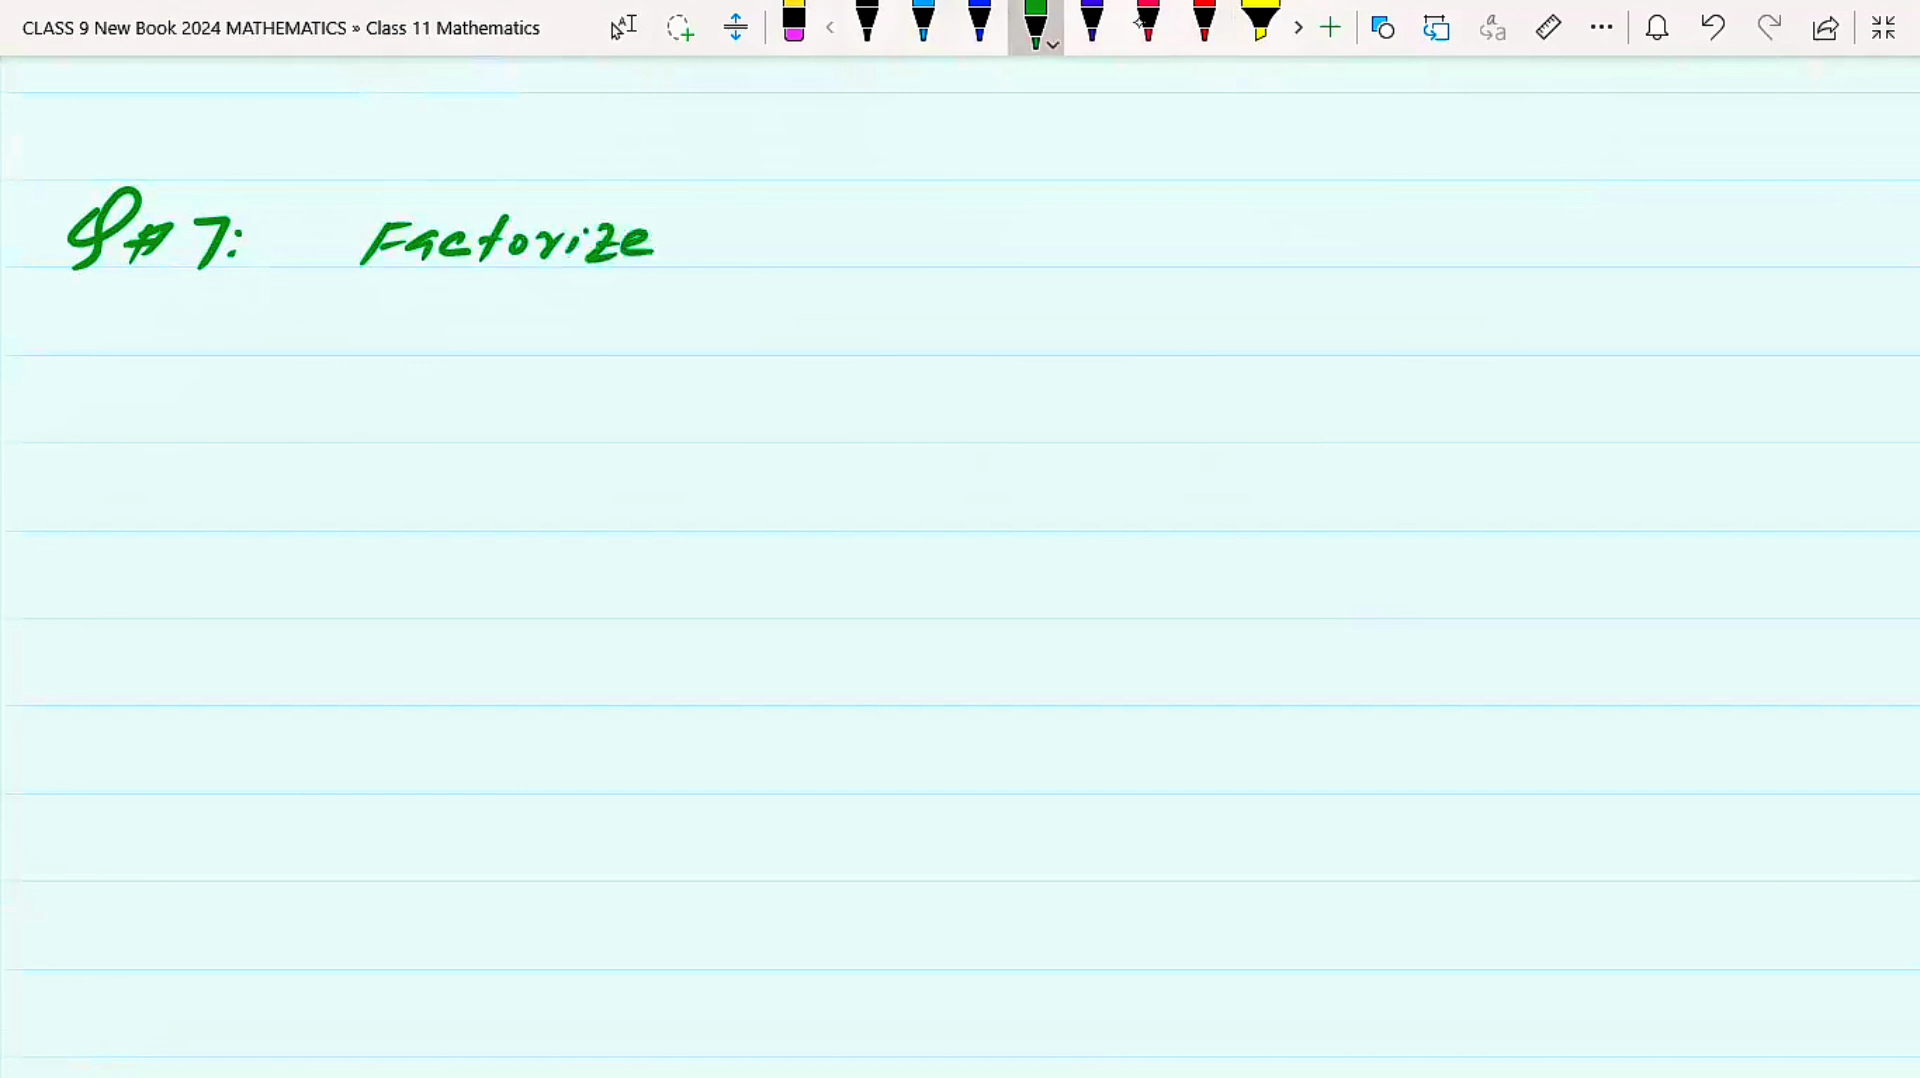 CLASS 9 New Book 2024 MATHEMATICS » Class 11 Mathematics
Q# 7: Factorize